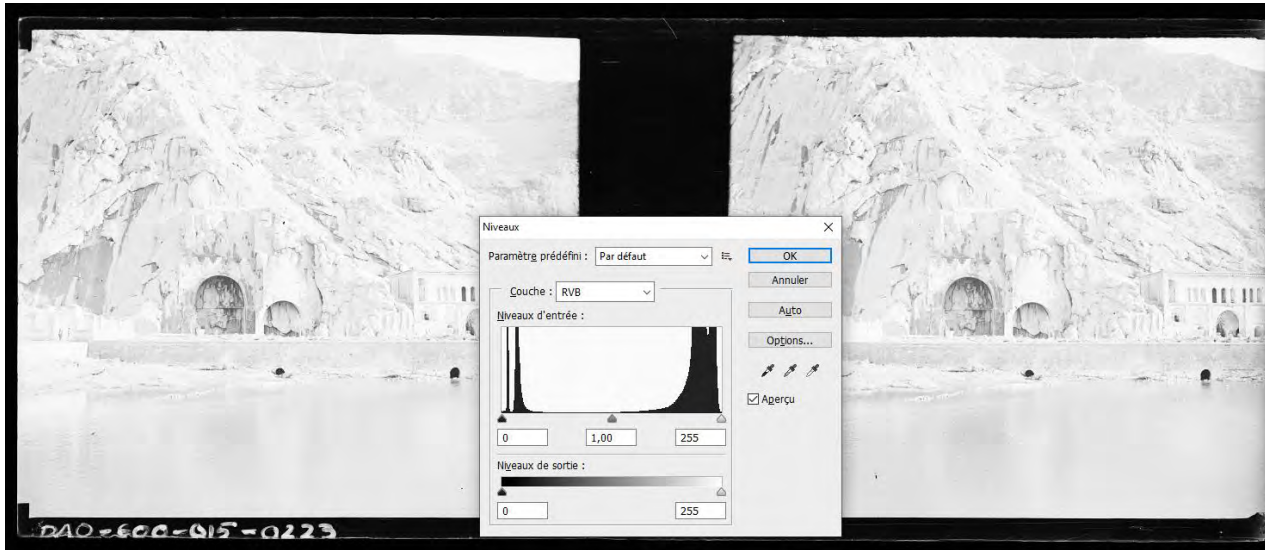 Niveaux
Paramètre prédéfini : Par défaut
OK
Annuler
Couche : RVB
Auto
Niveaux d'entrée :
Options...
Aperçu
0 1,00 255
Niveaux de sortie :
0 255
DAO-600-015-0223